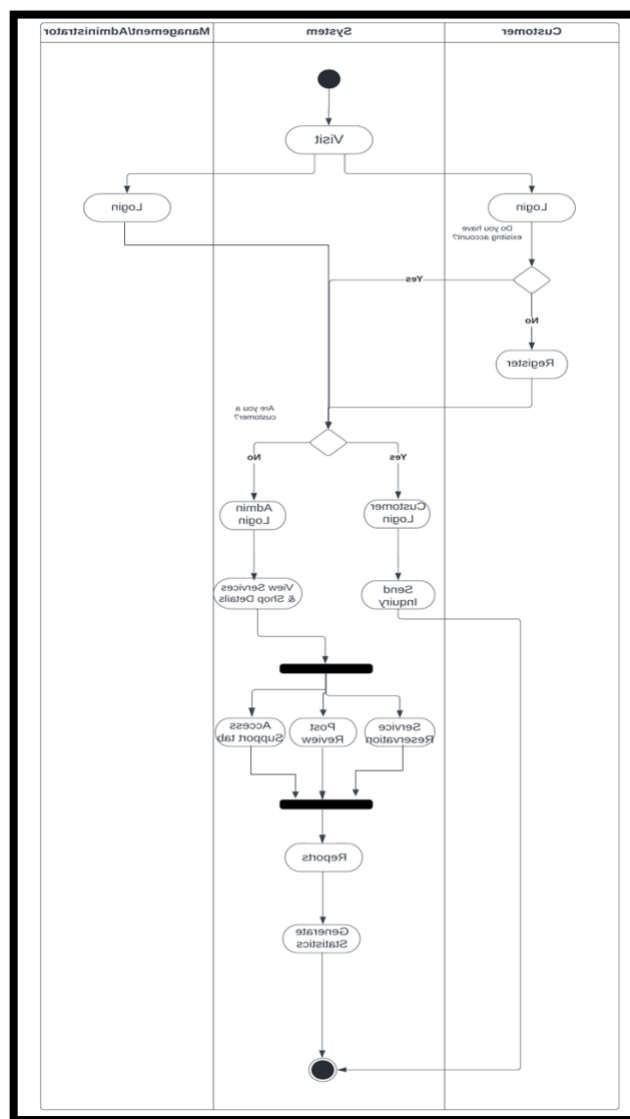 Management/Administrator
System
Customer
Visit
Login
Login
Do you have
exisitng account?
Yes
No
Register
Are you a
customer?
No
Yes
Admin
Login
Customer
Login
View Services
& Shop Details
Send
Inquiry
Access
Support tab
Post
Review
Service
Reservation
Reports
Generate
Statistics